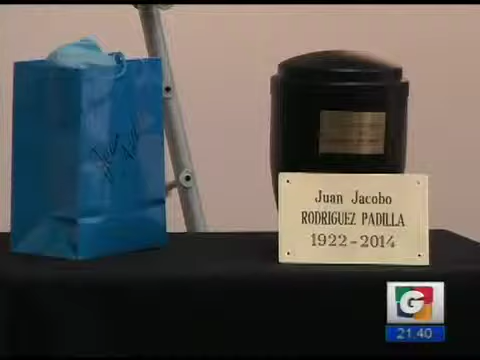 Juan Jacobo
RODRIGUEZ PADILLA
1922-2014
G
21:40